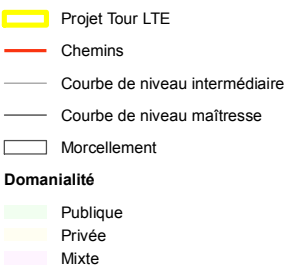 Projet Tour LTE
Chemins
Courbe de niveau intermédiaire
Courbe de niveau maîtresse
Morcellement
Domanialité
Publique
Privée
Mixte